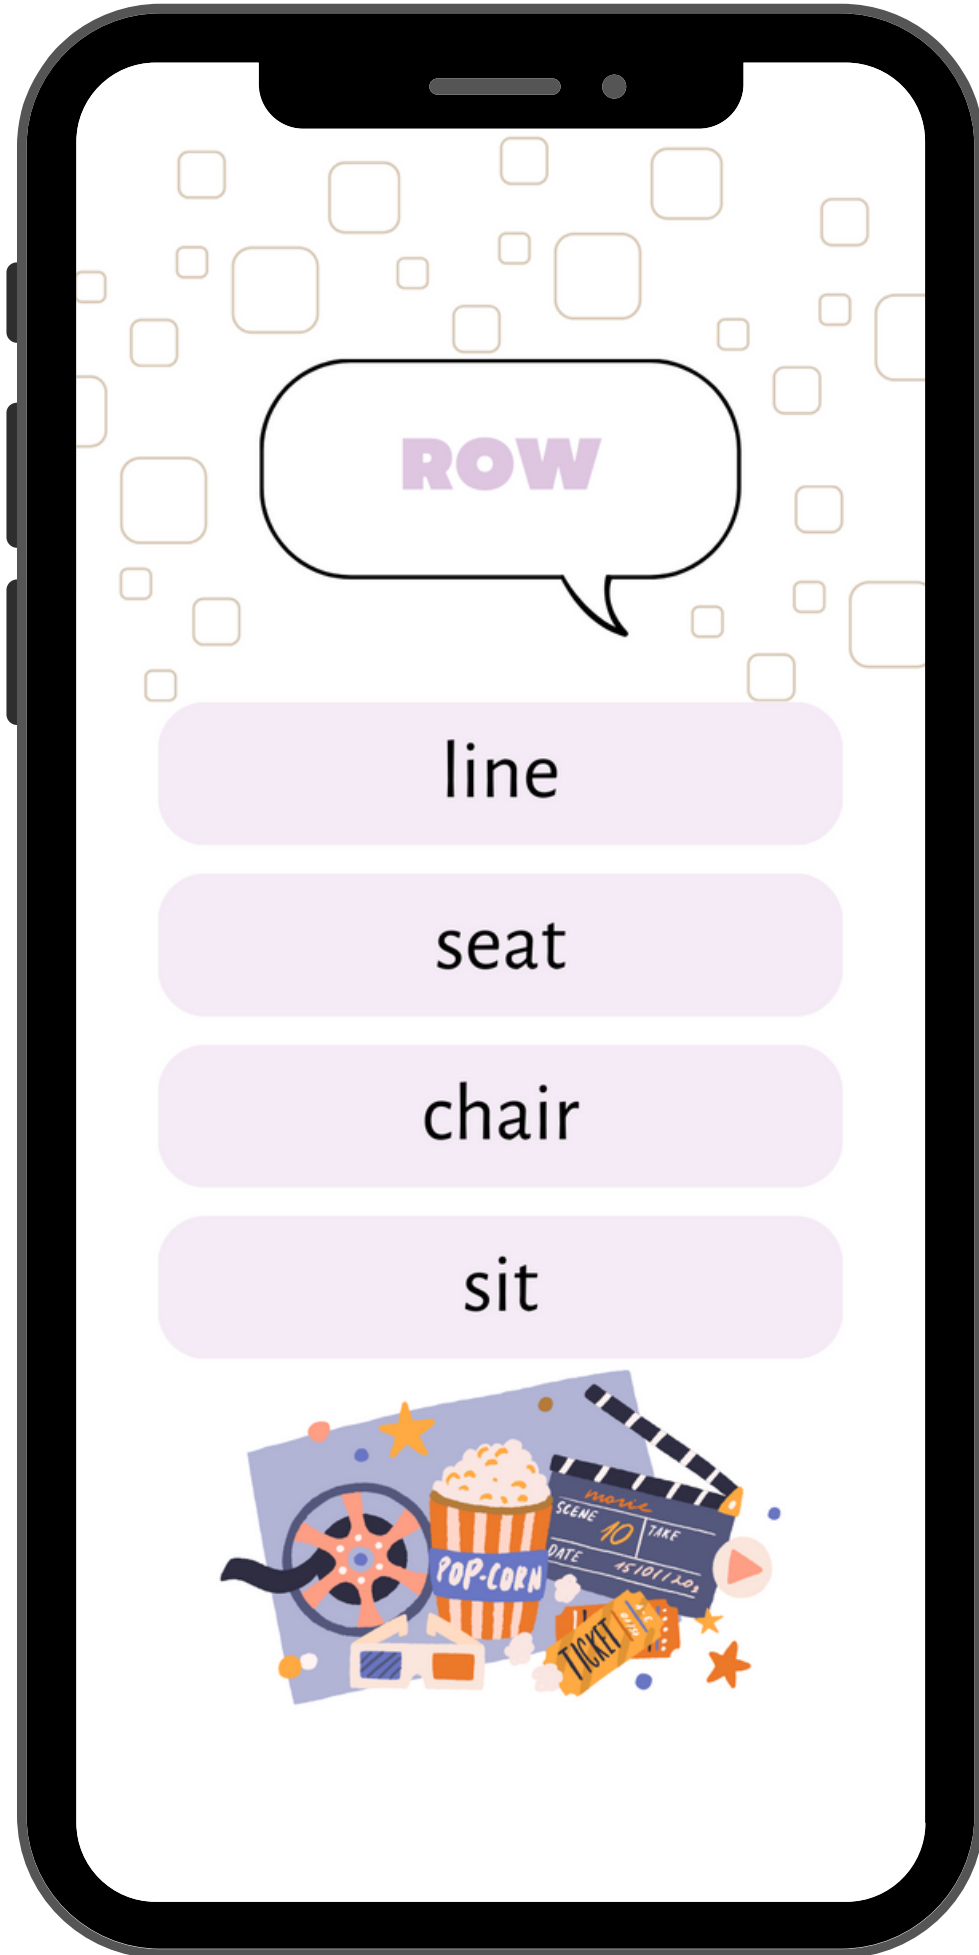 ROW
line
seat
chair
sit
movie
SCENE
10
TAKE
DATE
POP-CORN
TICKET